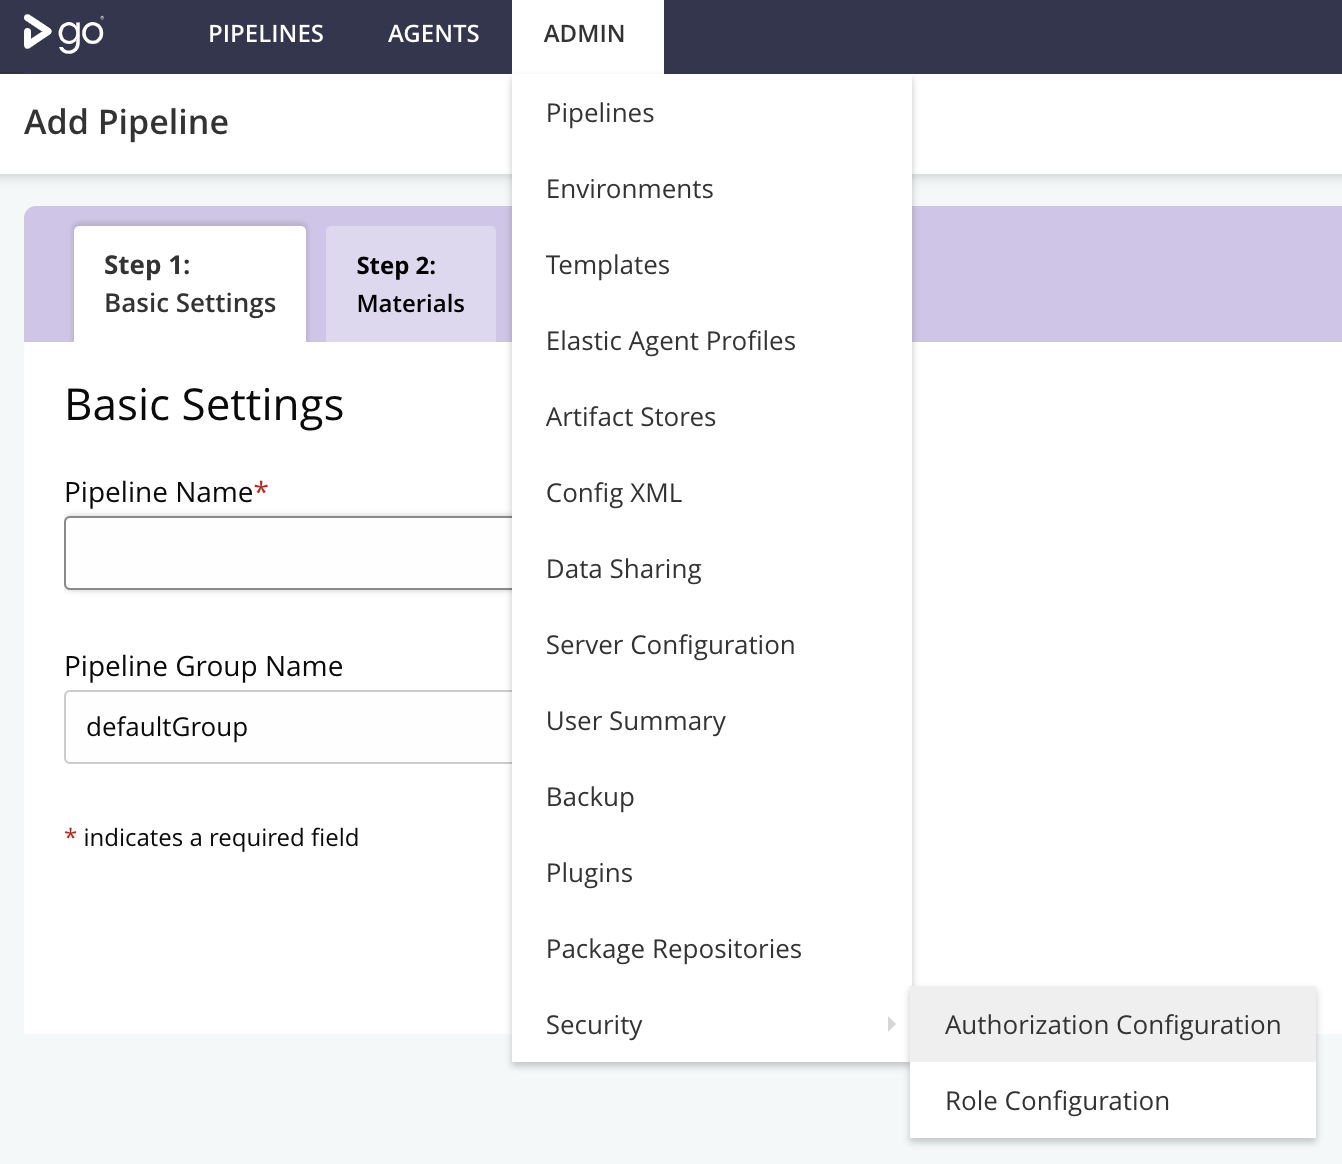 go
PIPELINES
AGENTS
ADMIN
Add Pipeline
Step 1:
Basic Settings
Step 2:
Materials
Basic Settings
Pipeline Name*
Pipeline Group Name
defaultGroup
* indicates a required field
Pipelines
Environments
Templates
Elastic Agent Profiles
Artifact Stores
Config XML
Data Sharing
Server Configuration
User Summary
Backup
Plugins
Package Repositories
Security
Authorization Configuration
Role Configuration